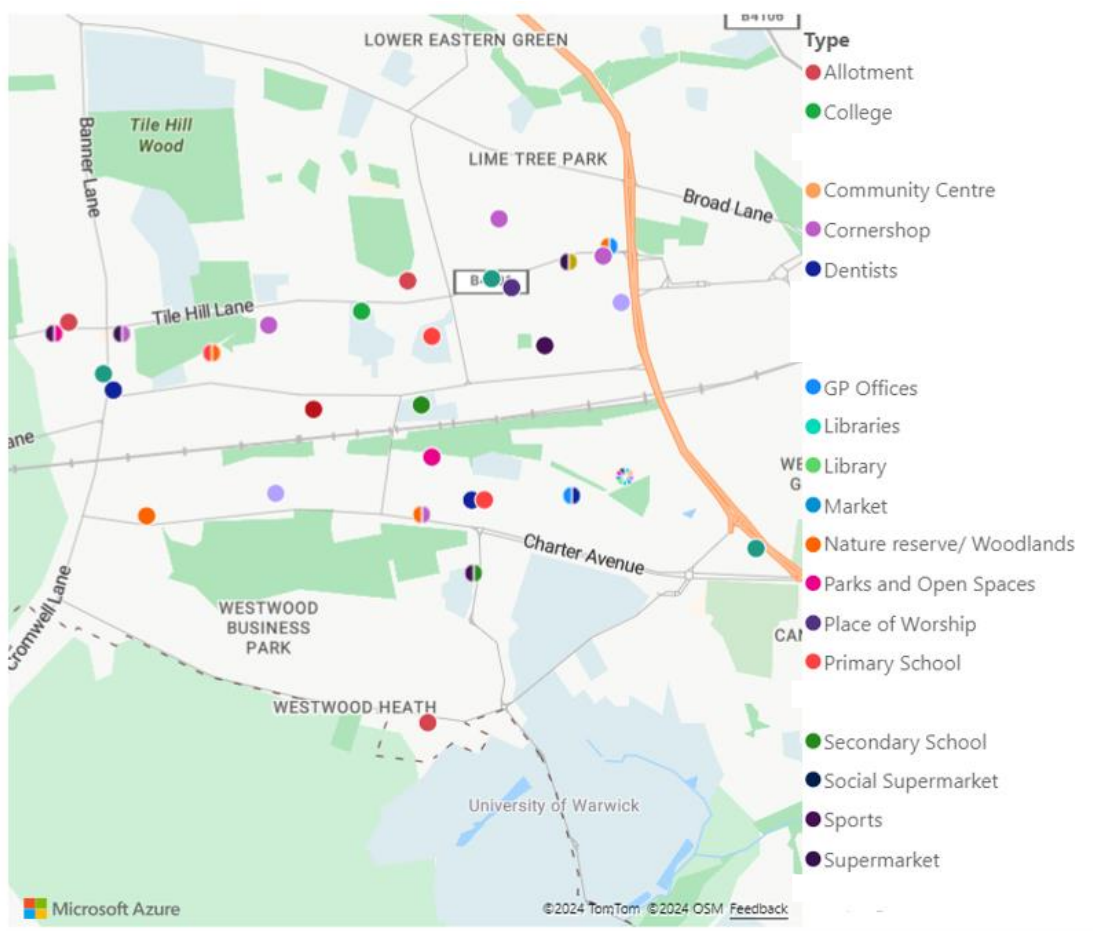 B4106
LOWER EASTERN GREEN
Tile Hill
Wood
Banner Lane
LIME TREE PARK
Broad Lane
Tile Hill Lane
ane
Charter Avenue
Cromwell Lane
WESTWOOD
BUSINESS
PARK
WESTWOOD HEATH
University of Warwick
Microsoft Azure
©2024 TomTom ©2024 OSM Feedback
Type
Allotment
College
Community Centre
Cornershop
Dentists
GP Offices
Libraries
Library
Market
Nature reserve/ Woodlands
Parks and Open Spaces
Place of Worship
Primary School
Secondary School
Social Supermarket
Sports
Supermarket